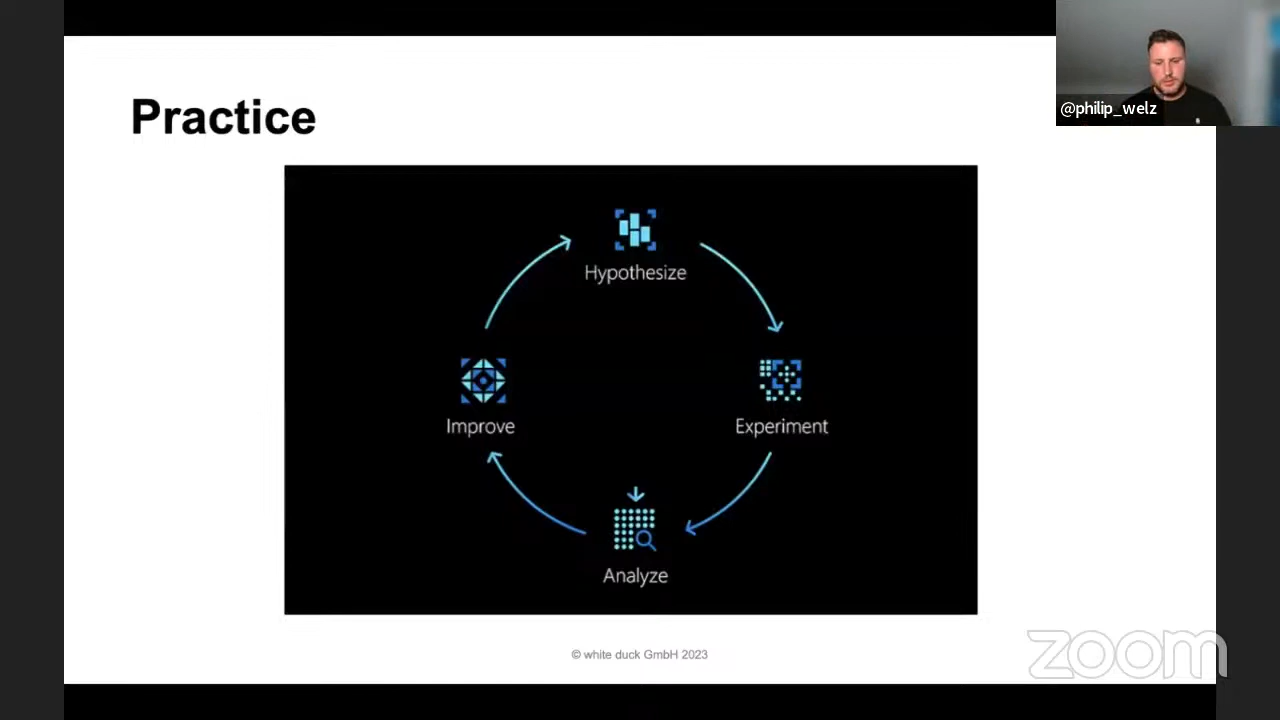 @philip_welz
Practice
Hypothesize
Improve
Experiment
Analyze
© white duck GmbH 2023
zoom